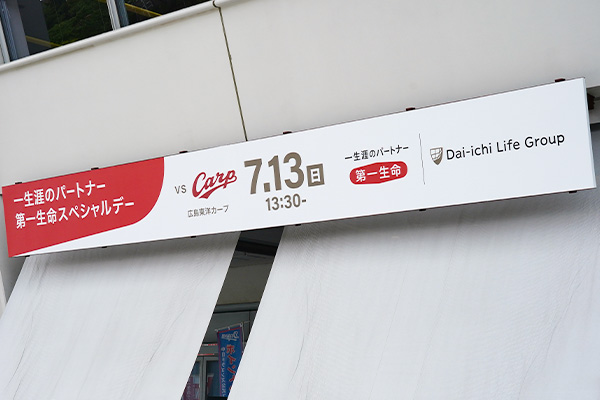 一生涯のパートナー
第一生命スペシャルデー
vs Carp
広島東洋カープ
7.13日
13:30-
一生涯のパートナー
第一生命
Dai-ichi Life Group